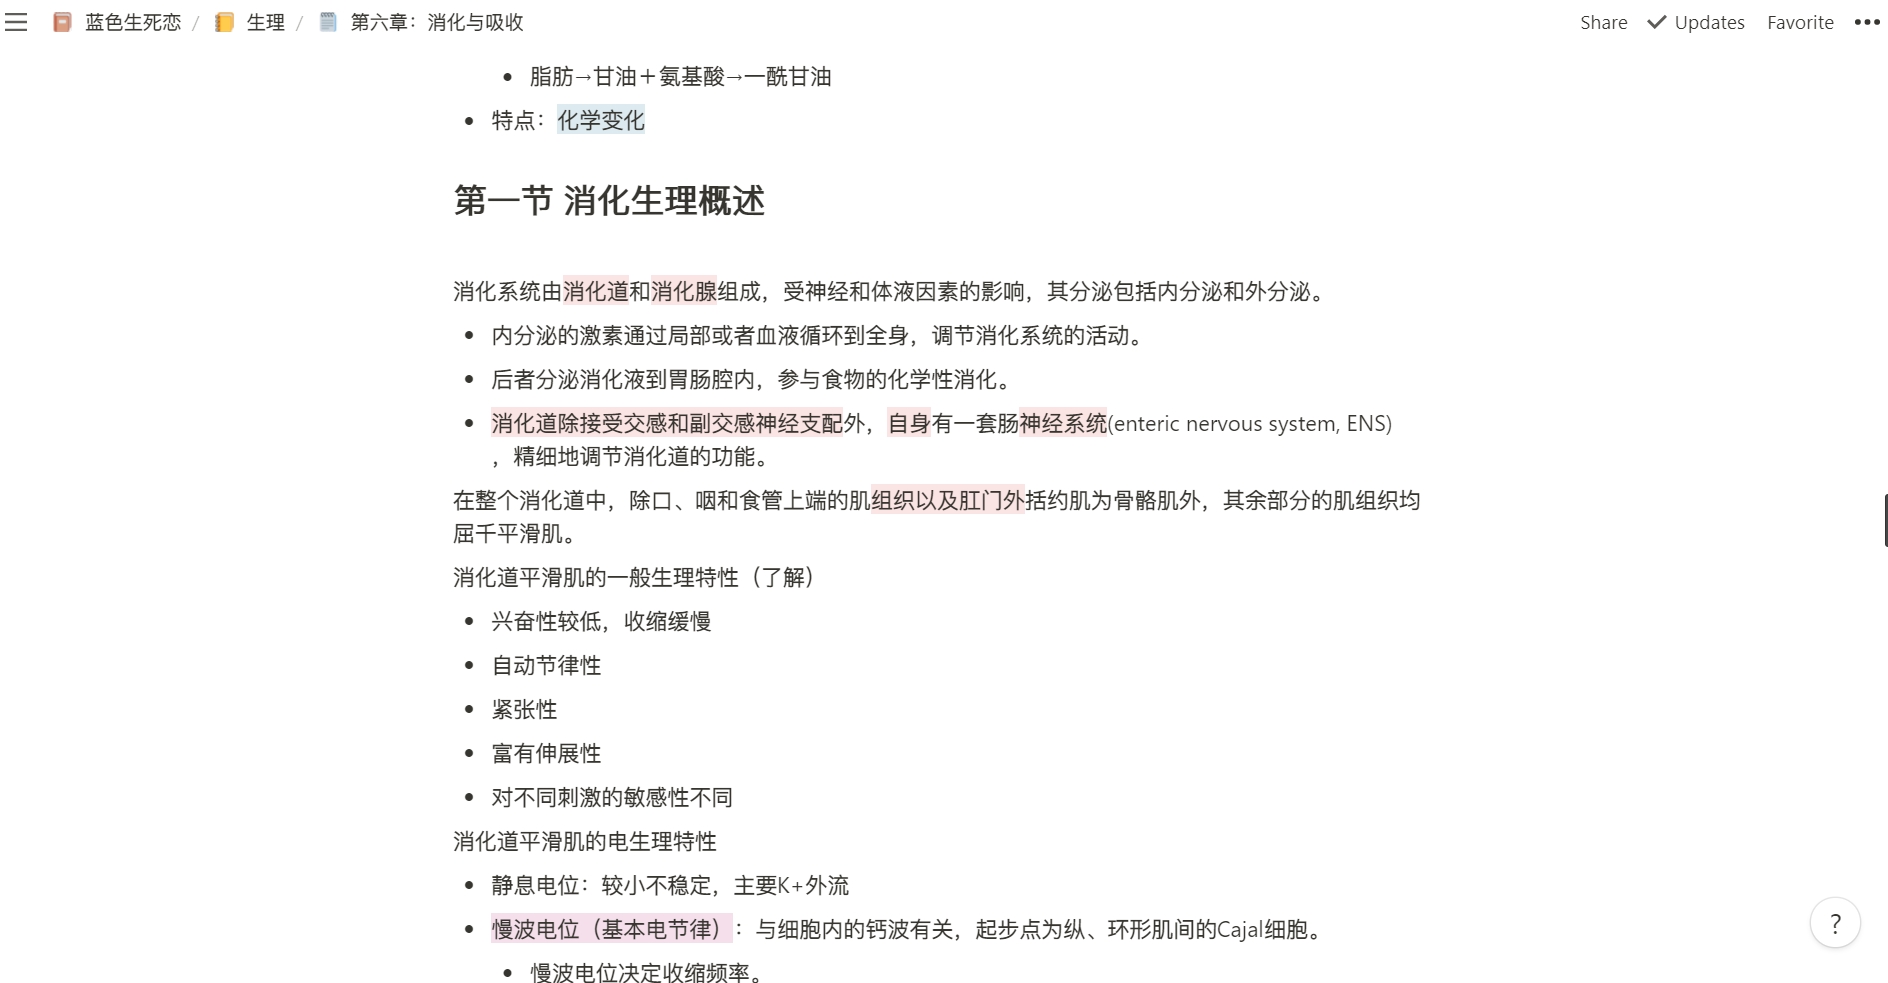 蓝色生死恋 / 生理 / 第六章：消化与吸收
Share Updates Favorite
脂肪→甘油＋氨基酸→一酰甘油
特点：化学变化
第一节 消化生理概述
消化系统由消化道和消化腺组成，受神经和体液因素的影响，其分泌包括内分泌和外分泌。
内分泌的激素通过局部或者血液循环到全身，调节消化系统的活动。
后者分泌消化液到胃肠腔内，参与食物的化学性消化。
消化道除接受交感和副交感神经支配外，自身有一套肠神经系统(enteric nervous system, ENS)
，精细地调节消化道的功能。
在整个消化道中，除口、咽和食管上端的肌组织以及肛门外括约肌为骨骼肌外，其余部分的肌组织均
屈千平滑肌。
消化道平滑肌的一般生理特性（了解）
兴奋性较低，收缩缓慢
自动节律性
紧张性
富有伸展性
对不同刺激的敏感性不同
消化道平滑肌的电生理特性
静息电位：较小不稳定，主要K+外流
慢波电位（基本电节律）：与细胞内的钙波有关，起步点为纵、环形肌间的Cajal细胞。
慢波电位决定收缩频率。
?